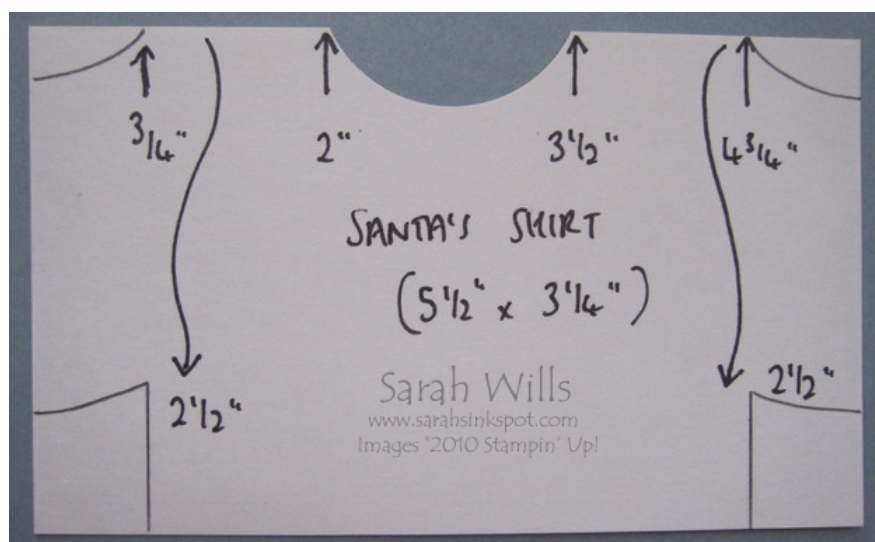 3/4" 2" 3 1/2" 4 3/4"
SANTA'S SHIRT
(5 1/2" x 3 1/4")
2 1/2" 2 1/2"
Sarah Wills
www.sarahsinkspot.com
Images °2010 Stampin' Up!